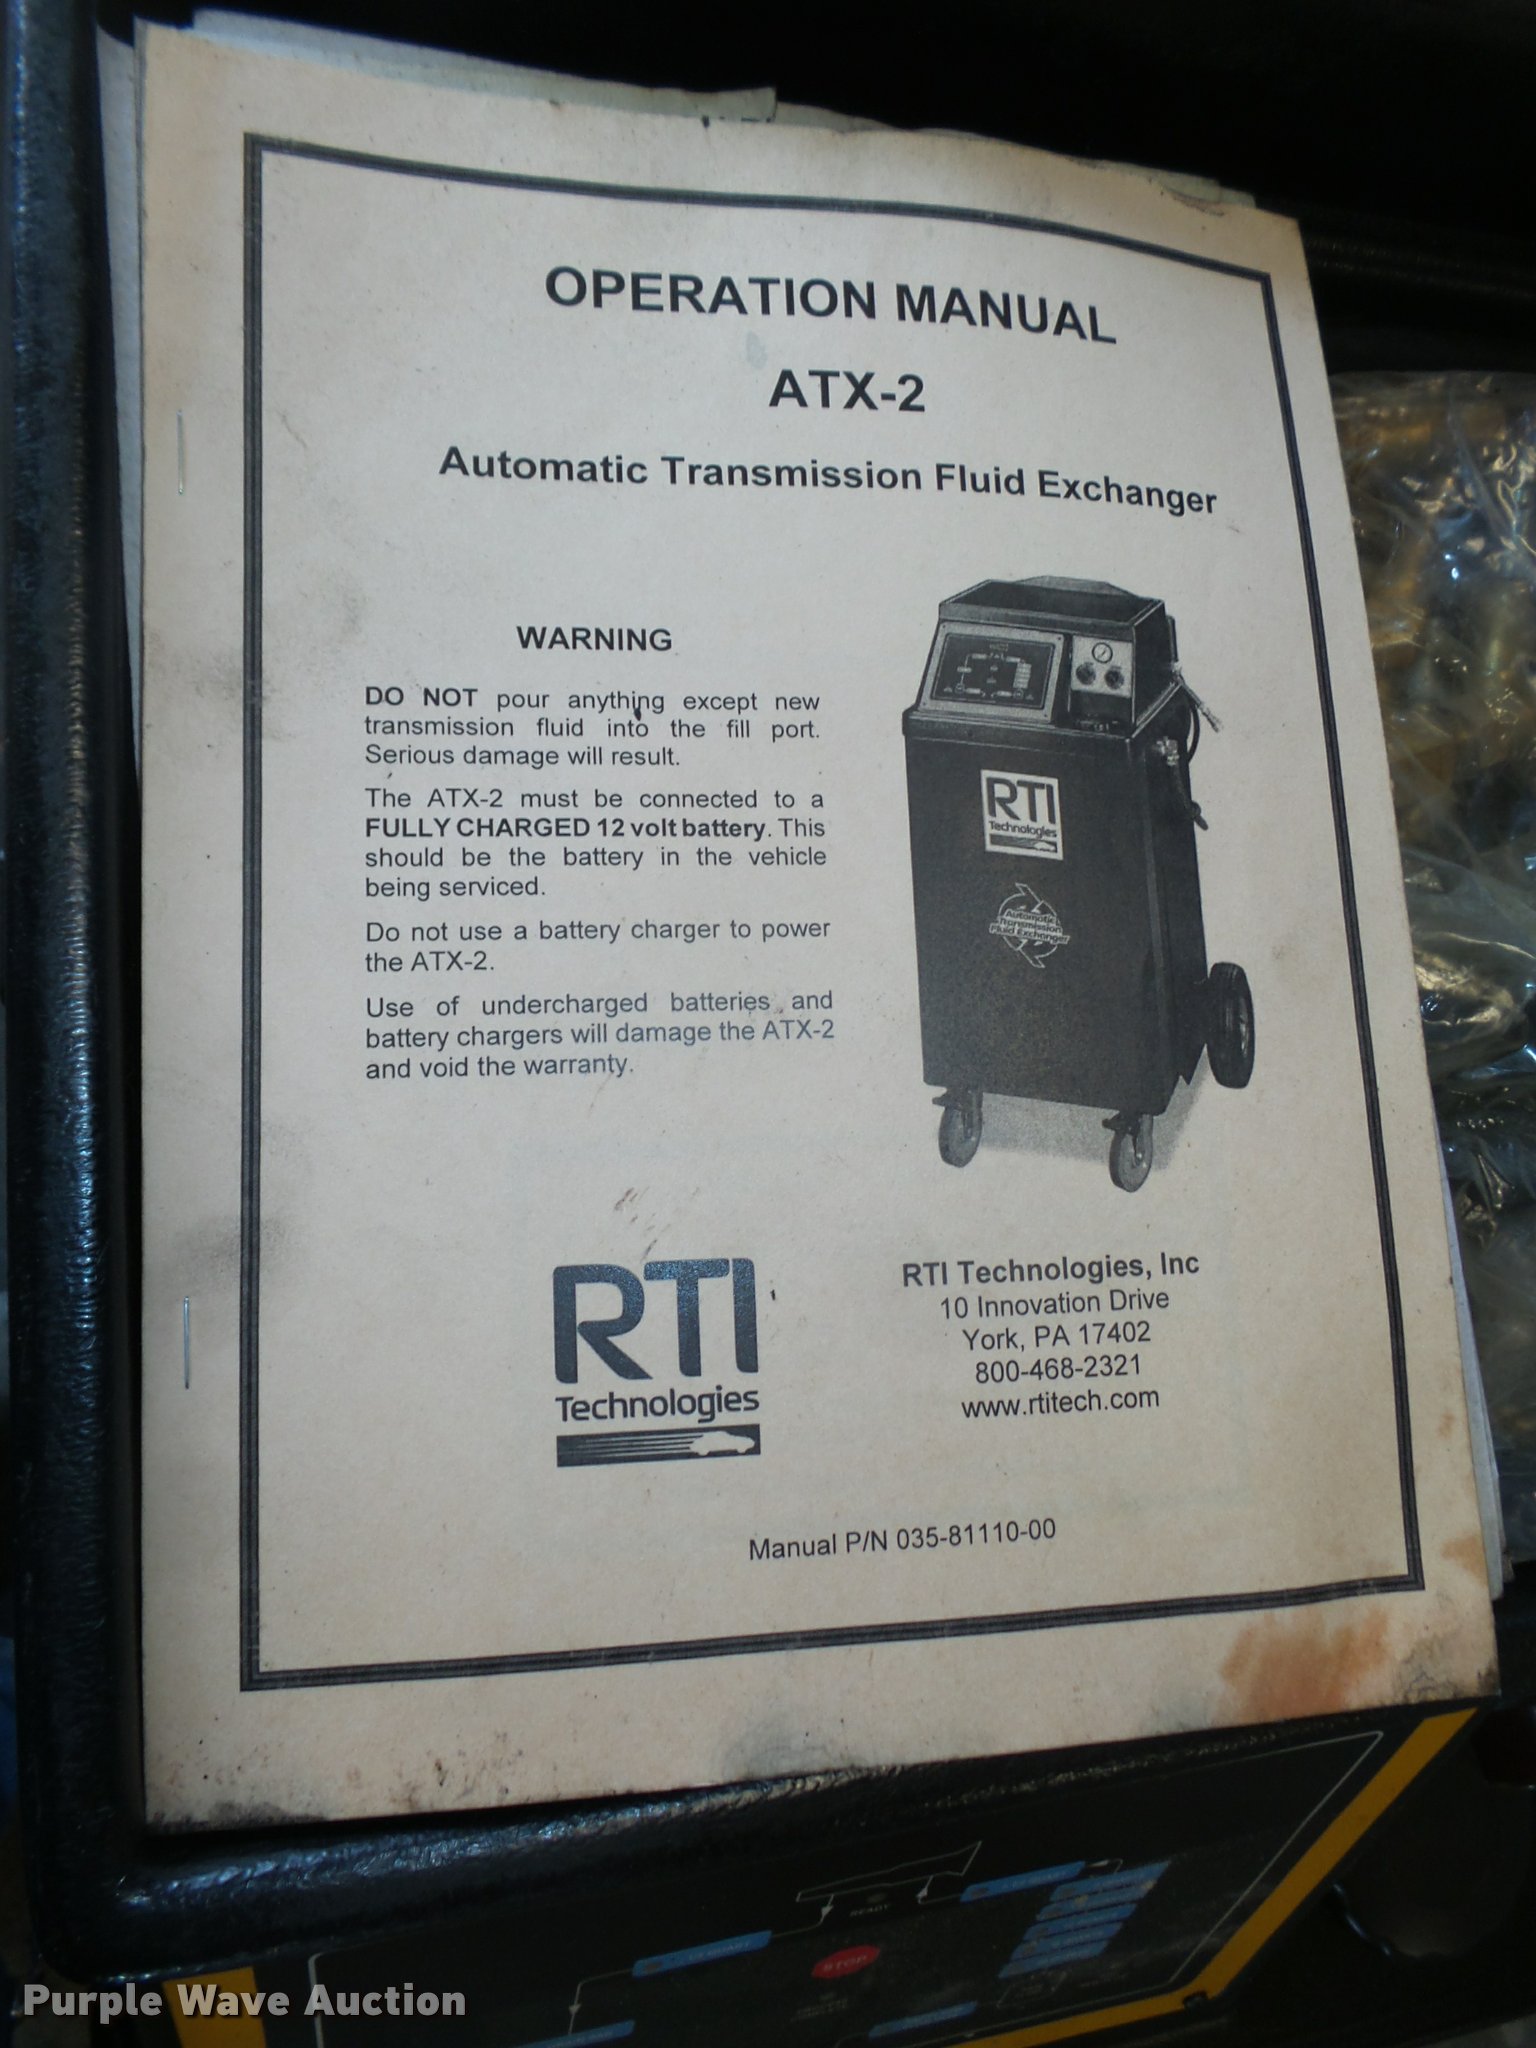 OPERATION MANUAL
ATX-2
Automatic Transmission Fluid Exchanger
WARNING
DO NOT pour anything except new
transmission fluid into the fill port.
Serious damage will result.
The ATX-2 must be connected to a
FULLY CHARGED 12 volt battery. This
should be the battery in the vehicle
being serviced.
Do not use a battery charger to power
the ATX-2.
Use of undercharged batteries and
battery chargers will damage the ATX-2
and void the warranty.
RTI
Technologies
Automatic
Transmission
Fluid Exchanger
RTI
Technologies
RTI Technologies, Inc
10 Innovation Drive
York, PA 17402
800-468-2321
www.rtitech.com
Manual P/N 035-81110-00
READY
STOP
Purple Wave Auction